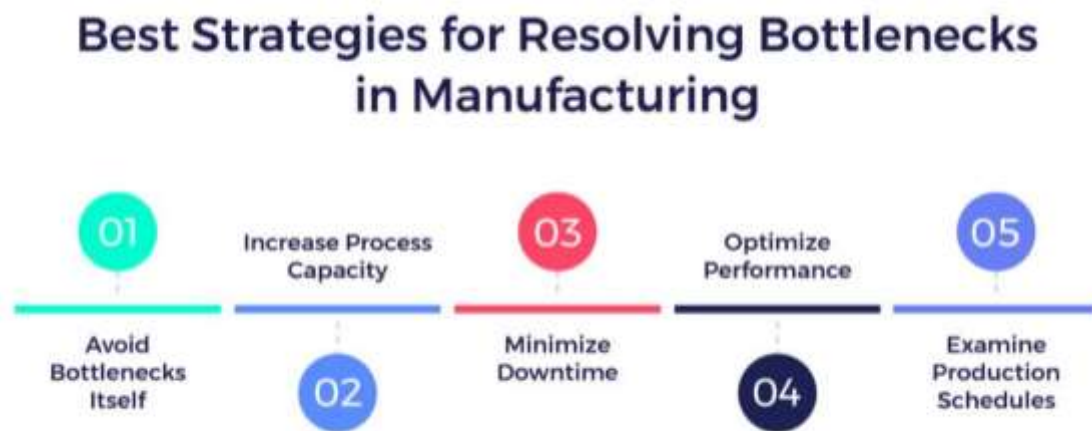 Best Strategies for Resolving Bottlenecks
in Manufacturing
01
Avoid
Bottlenecks
Itself
Increase Process
Capacity
02
03
Minimize
Downtime
Optimize
Performance
04
05
Examine
Production
Schedules